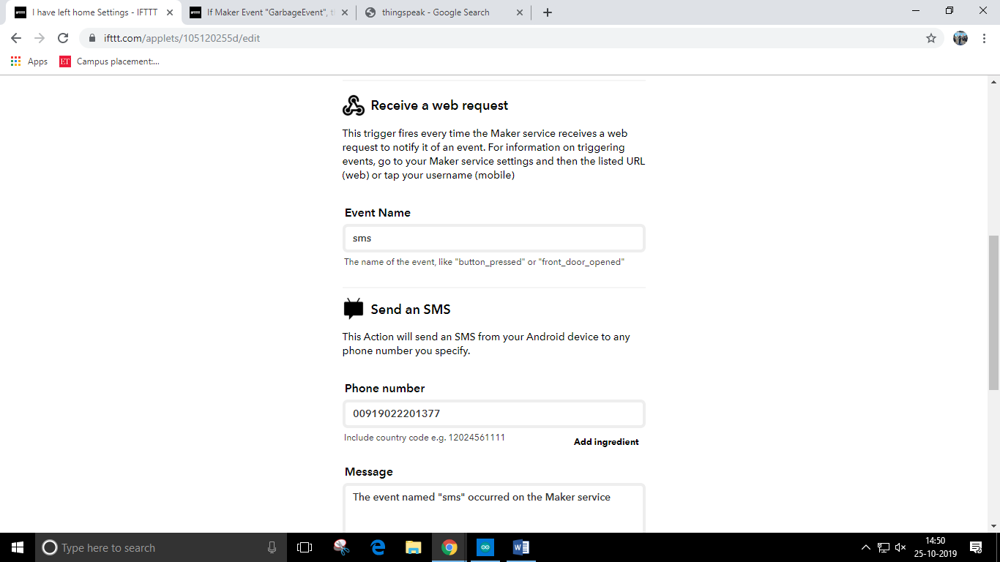 I have left home Settings - IFTTT
If Maker Event "GarbageEvent", t
thingspeak - Google Search
ifttt.com/applets/105120255d/edit
Apps
ET
Campus placement:...
Receive a web request
This trigger fires every time the Maker service receives a web
request to notify it of an event. For information on triggering
events, go to your Maker service settings and then the listed URL
(web) or tap your username (mobile)
Event Name
sms
The name of the event, like "button_pressed" or "front_door_opened"
Send an SMS
This Action will send an SMS from your Android device to any
phone number you specify.
Phone number
00919022201377
Include country code e.g. 12024561111
Add ingredient
Message
The event named "sms" occurred on the Maker service
Type here to search
14:50
25-10-2019